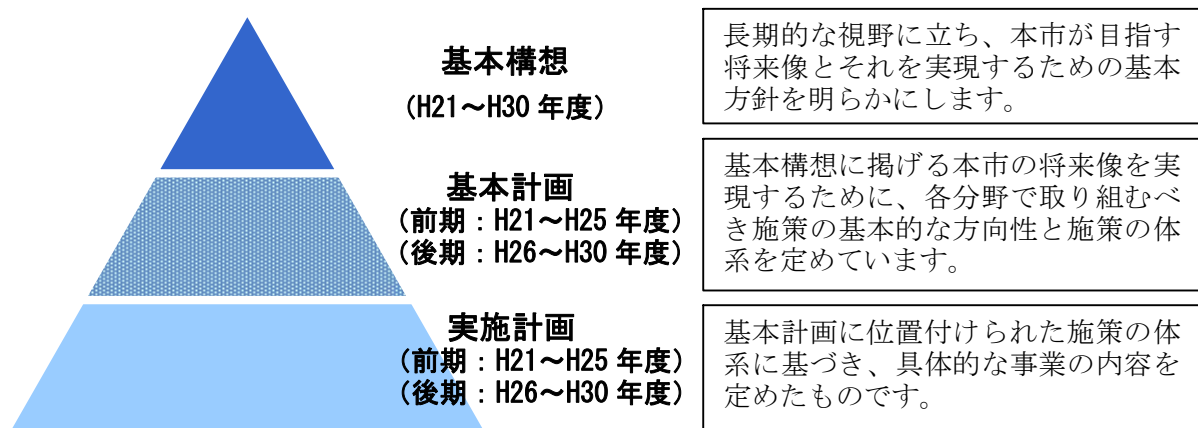 基本構想
(H21～H30 年度)
長期的な視野に立ち、本市が目指す
将来像とそれを実現するための基本
方針を明らかにします。
基本計画
(前期：H21～H25 年度)
(後期：H26～H30 年度)
基本構想に掲げる本市の将来像を実
現するために、各分野で取り組むべ
き施策の基本的な方向性と施策の体
系を定めています。
実施計画
(前期：H21～H25 年度)
(後期：H26～H30 年度)
基本計画に位置付けられた施策の体
系に基づき、具体的な事業の内容を
定めたものです。